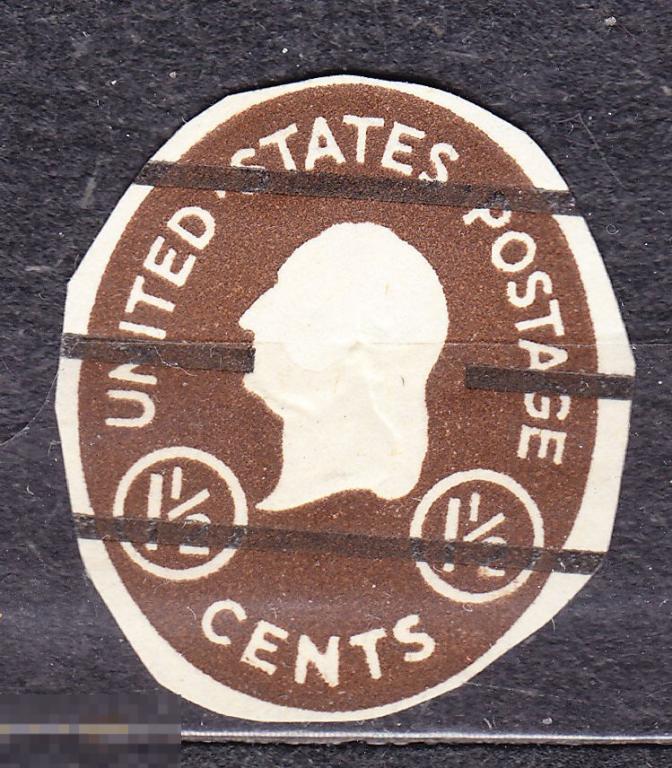 UNITED STATES POSTAGE
1½ 1½
CENTS